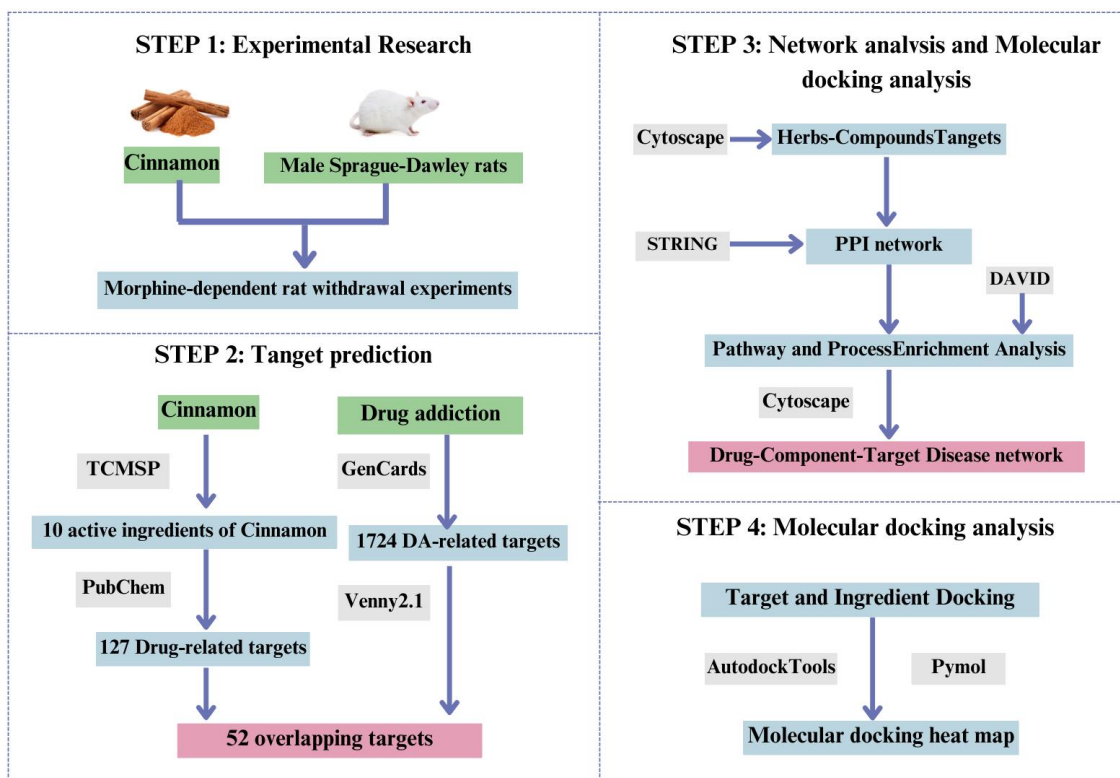 STEP 1: Experimental Research
Cinnamon
Male Sprague-Dawley rats
Morphine-dependent rat withdrawal experiments
STEP 2: Tanget prediction
Cinnamon
Drug addiction
TCMSP
GenCards
10 active ingredients of Cinnamon
1724 DA-related targets
PubChem
Venny2.1
127 Drug-related targets
52 overlapping targets
STEP 3: Network analvsis and Molecular
docking analysis
Cytoscape
Herbs-CompoundsTangets
STRING
PPI network
DAVID
Pathway and ProcessEnrichment Analysis
Cytoscape
Drug-Component-Target Disease network
STEP 4: Molecular docking analysis
Target and Ingredient Docking
AutodockTools
Pymol
Molecular docking heat map